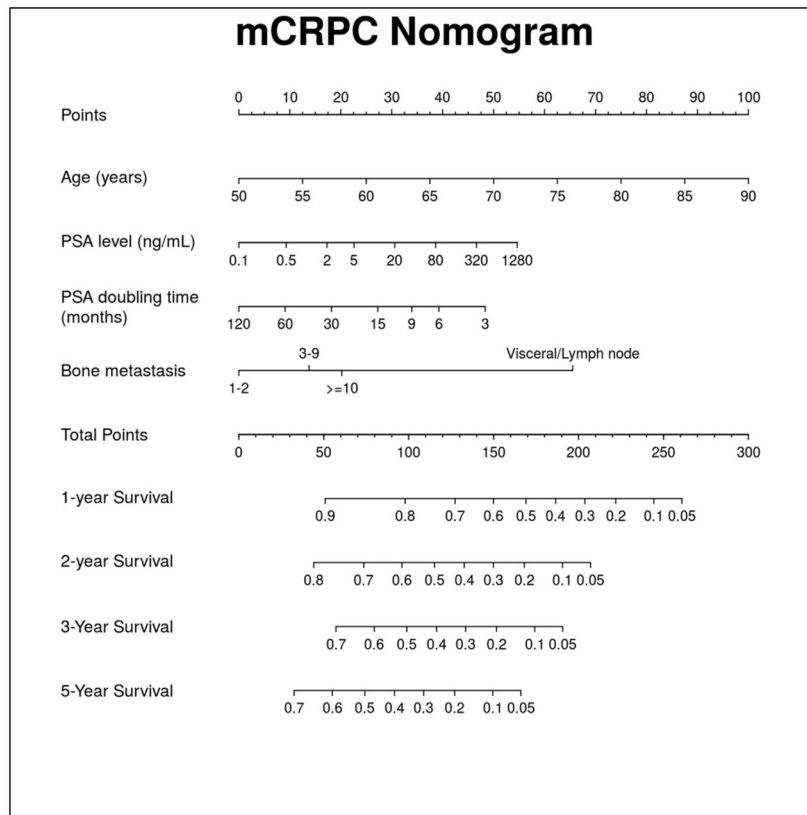 mCRPC Nomogram
0 10 20 30 40 50 60 70 80 90 100
Points
Age (years)
50 55 60 65 70 75 80 85 90
PSA level (ng/mL)
0.1 0.5 2 5 20 80 320 1280
PSA doubling time
(months)
120 60 30 15 9 6 3
3-9 Visceral/Lymph node
Bone metastasis
1-2 >=10
Total Points
0 50 100 150 200 250 300
1-year Survival
0.9 0.8 0.7 0.6 0.5 0.4 0.3 0.2 0.1 0.05
2-year Survival
0.8 0.7 0.6 0.5 0.4 0.3 0.2 0.1 0.05
3-Year Survival
0.7 0.6 0.5 0.4 0.3 0.2 0.1 0.05
5-Year Survival
0.7 0.6 0.5 0.4 0.3 0.2 0.1 0.05